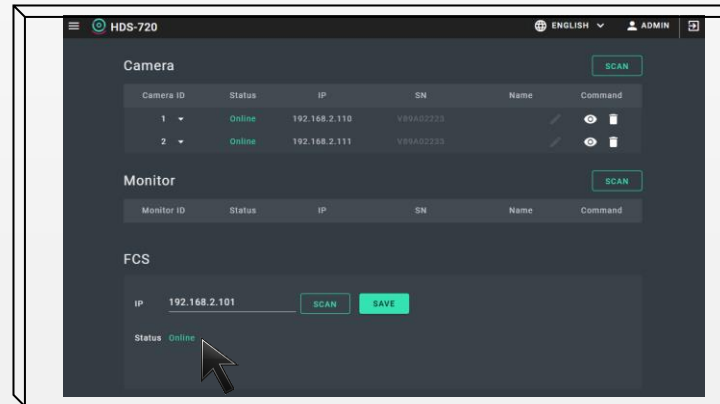 HDS-720 ENGLISH ADMIN
Camera SCAN
Camera ID Status IP SN Name Command
1 Online 192.168.2.110 V89A02223
2 Online 192.168.2.111
Monitor SCAN
Monitor ID Status IP SN Name Command
FCS
IP 192.168.2.101 SCAN SAVE
Status Online